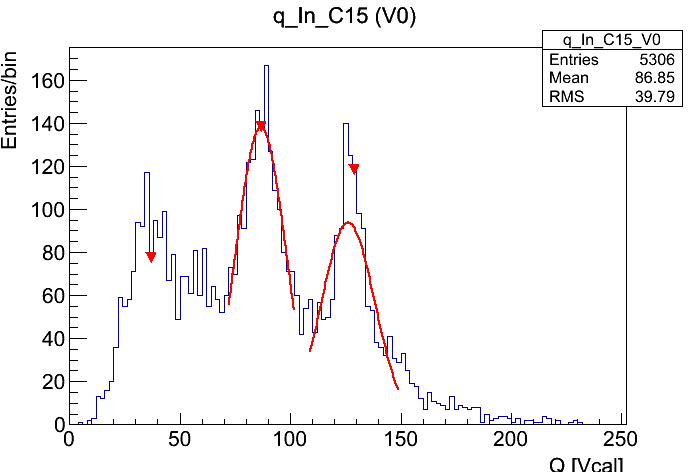 q_In_C15 (V0)
q_In_C15_V0
Entries 5306
Mean 86.85
RMS 39.79
Entries/bin
160
140
120
100
80
60
40
20
0
0 50 100 150 200 250
Q [Vcal]